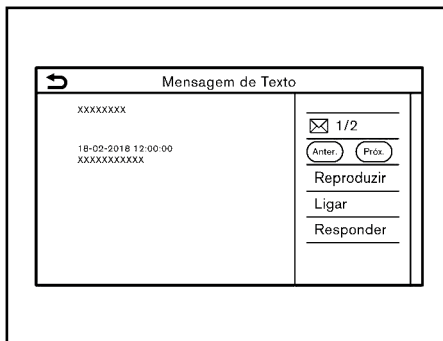 Mensagem de Texto
XXXXXXXX
18-02-2018 12:00:00
XXXXXXXXXXX
1/2
Anter. Próx.
Reproduzir
Ligar
Responder